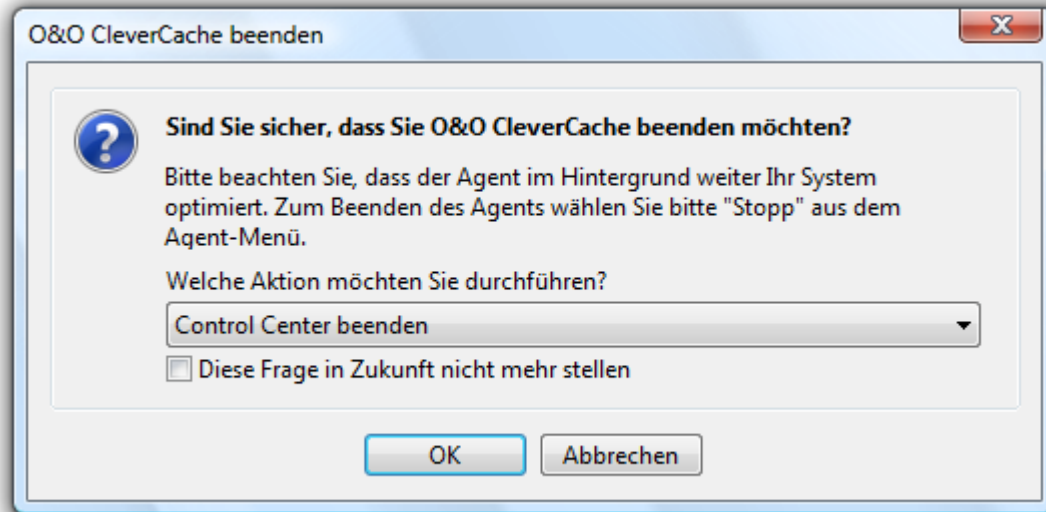 O&O CleverCache beenden
Sind Sie sicher, dass Sie O&O CleverCache beenden möchten?
Bitte beachten Sie, dass der Agent im Hintergrund weiter Ihr System
optimiert. Zum Beenden des Agents wählen Sie bitte "Stopp" aus dem
Agent-Menü.
Welche Aktion möchten Sie durchführen?
Control Center beenden
Diese Frage in Zukunft nicht mehr stellen
OK Abbrechen